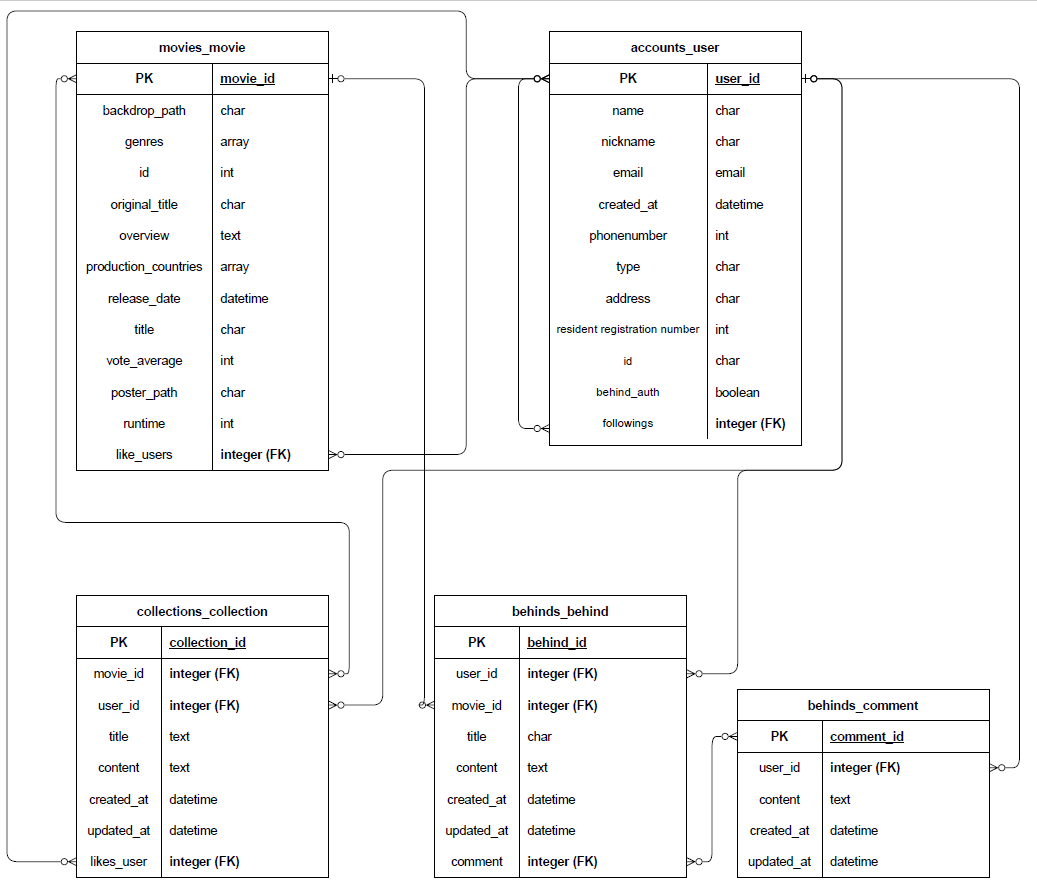 movies_movie
PK movie_id
backdrop_path char
genres array
id int
original_title char
overview text
production_countries array
release_date datetime
title char
vote_average int
poster_path char
runtime int
like_users integer (FK)
accounts_user
PK user_id
name char
nickname char
email email
created_at datetime
phonenumber int
type char
address char
resident registration number int
id char
behind_auth boolean
followings integer (FK)
collections_collection
PK collection_id
movie_id integer (FK)
user_id integer (FK)
title text
content text
created_at datetime
updated_at datetime
likes_user integer (FK)
behinds_behind
PK behind_id
user_id integer (FK)
movie_id integer (FK)
title char
content text
created_at datetime
updated_at datetime
comment integer (FK)
behinds_comment
PK comment_id
user_id integer (FK)
content text
created_at datetime
updated_at datetime